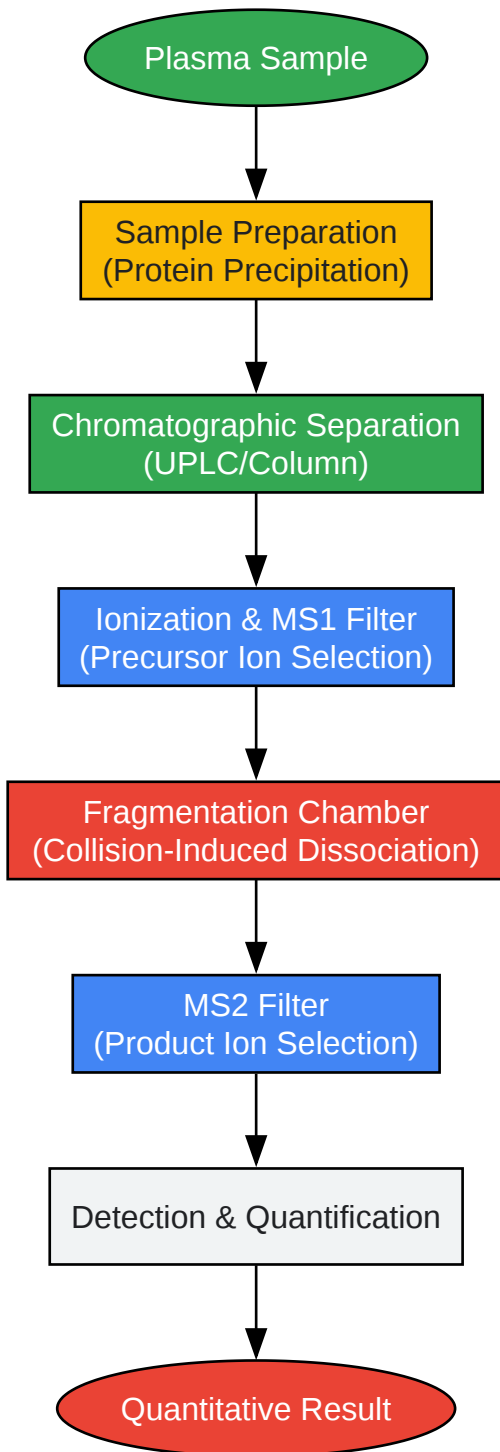 Plasma Sample
Sample Preparation
(Protein Precipitation)
Chromatographic Separation
(UPLC/Column)
Ionization & MS1 Filter
(Precursor Ion Selection)
Fragmentation Chamber
(Collision-Induced Dissociation)
MS2 Filter
(Product Ion Selection)
Detection & Quantification
Quantitative Result